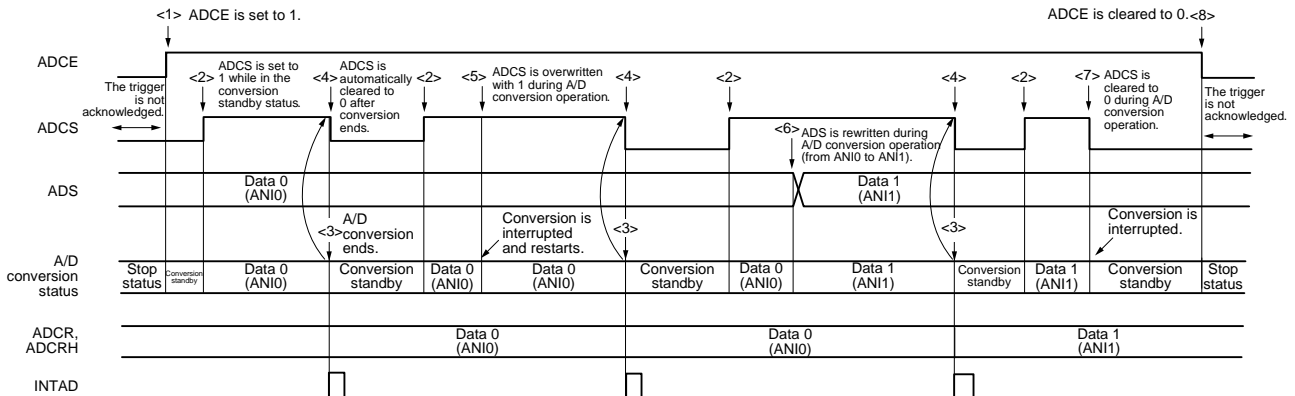 <1> ADCE is set to 1.
ADCE is cleared to 0. <8>
ADCE
The trigger
is not
acknowledged.
<2> ADCS is set to
1 while in the
conversion
standby status.
<4> ADCS is
automatically
cleared to
0 after
conversion
ends.
<2>
<5> ADCS is overwritten
with 1 during A/D
conversion operation.
<4>
<2>
<4>
<2>
<7> ADCS is
cleared to
0 during A/D
conversion
operation.
The trigger
is not
acknowledged.
ADCS
<6> ADS is rewritten during
A/D conversion operation
(from ANI0 to ANI1).
ADS
Data 0
(ANI0)
Data 1
(ANI1)
<3> A/D
conversion
ends.
Conversion is
interrupted
and restarts.
<3>
<3>
Conversion is
interrupted.
A/D
conversion
status
Stop
status
Conversion
standby
Data 0
(ANI0)
Conversion
standby
Data 0
(ANI0)
Data 0
(ANI0)
Conversion
standby
Data 0
(ANI0)
Data 1
(ANI1)
Conversion
standby
Data 1
(ANI1)
Conversion
standby
Stop
status
ADCR,
ADCRH
Data 0
(ANI0)
Data 0
(ANI0)
Data 1
(ANI1)
INTAD